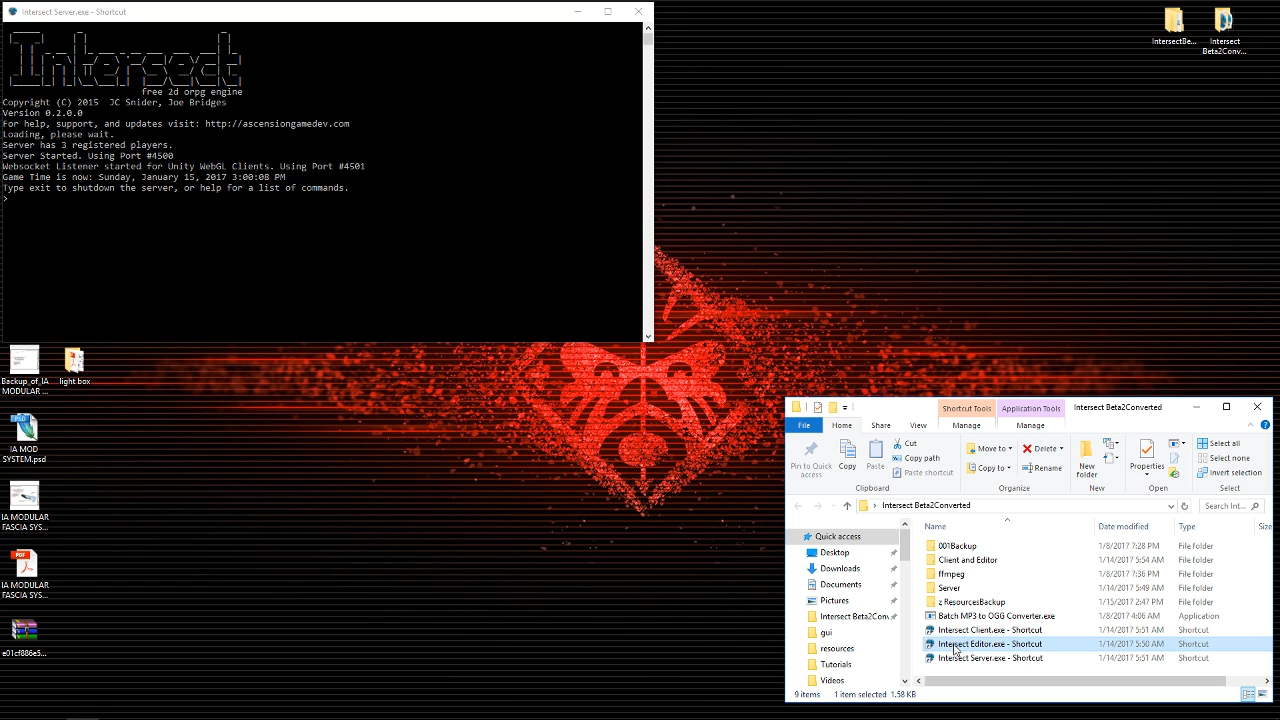 Intersect Server.exe - Shortcut
Intersect
free 2d orpg engine
Copyright (C) 2015  JC Snider, Joe Bridges
Version 0.2.0.0
For help, support, and updates visit: http://ascensiongamedev.com
Loading, please wait.
Server has 3 registered players.
Server Started. Using Port #4500
Websocket Listener started for Unity WebGL Clients. Using Port #4501
Game Time is now: Sunday, January 15, 2017 3:00:08 PM
Type exit to shutdown the server, or help for a list of commands.
>
IntersectBe...
Intersect
Beta2Conv...
Backup_of_IA
MODULAR ...
light box
IA MOD
SYSTEM.psd
IA MODULAR
FASCIA SYS...
IA MODULAR
FASCIA SYS...
e01cf886e5...
Shortcut Tools
Application Tools
Intersect Beta2Converted
File
Home
Share
View
Manage
Manage
Pin to Quick
access
Copy
Paste
Cut
Copy path
Paste shortcut
Clipboard
Move to
Copy to
Delete
Rename
Organize
New
folder
New
Properties
Open
Select all
Select none
Invert selection
Select
Intersect Beta2Converted
Search Int...
Quick access
Desktop
Downloads
Documents
Pictures
Intersect Beta2Conv
gui
resources
Tutorials
Videos
Name Date modified Type Size
001Backup 1/8/2017 7:28 PM File folder
Client and Editor 1/14/2017 5:54 AM File folder
ffmpeg 1/8/2017 7:36 PM File folder
Server 1/14/2017 5:49 AM File folder
z ResourcesBackup 1/15/2017 2:47 PM File folder
Batch MP3 to OGG Converter.exe 1/8/2017 4:06 AM Application
Intersect Client.exe - Shortcut 1/14/2017 5:51 AM Shortcut
Intersect Editor.exe - Shortcut 1/14/2017 5:50 AM Shortcut
Intersect Server.exe - Shortcut 1/14/2017 5:51 AM Shortcut
9 items 1 item selected 1.58 KB